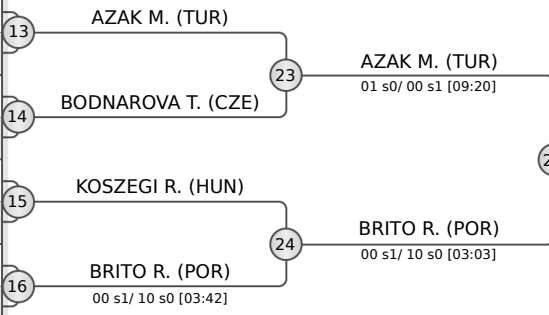 AZAK M. (TUR)
13
23
AZAK M. (TUR)
01 s0/ 00 s1 [09:20]
BODNAROVA T. (CZE)
14
KOSZEGI R. (HUN)
15
24
BRITO R. (POR)
00 s1/ 10 s0 [03:03]
BRITO R. (POR)
16
00 s1/ 10 s0 [03:42]